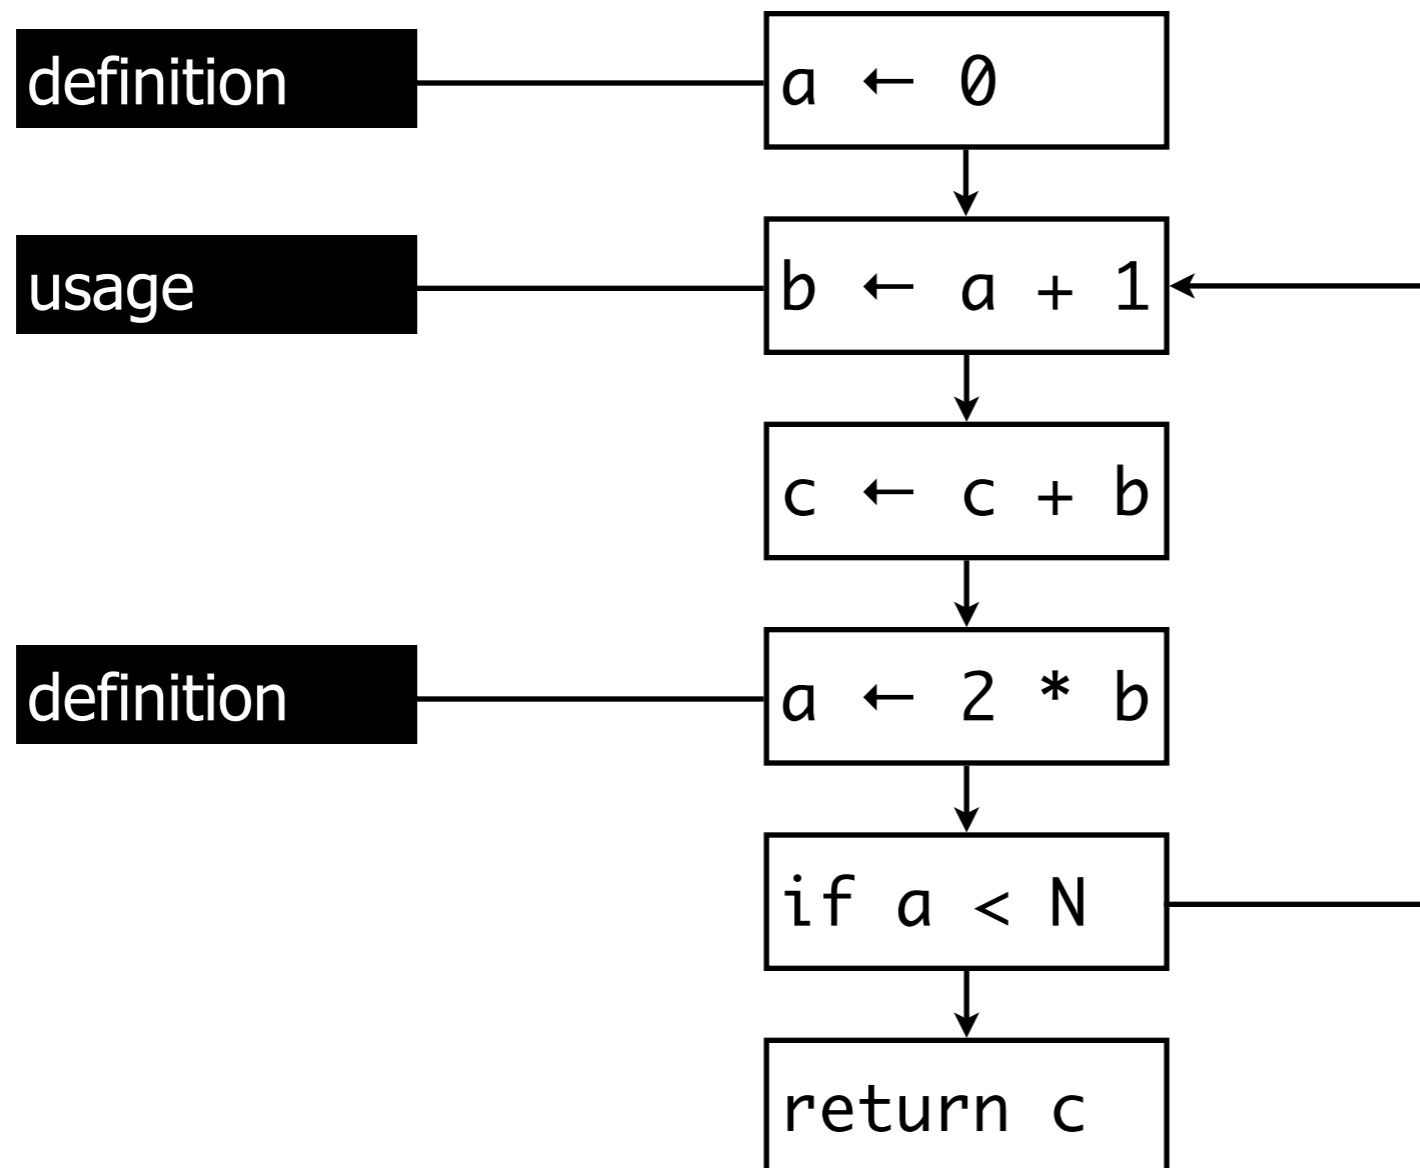 definition
a ← 0
usage
b ← a + 1
c ← c + b
definition
a ← 2 * b
if a < N
return c